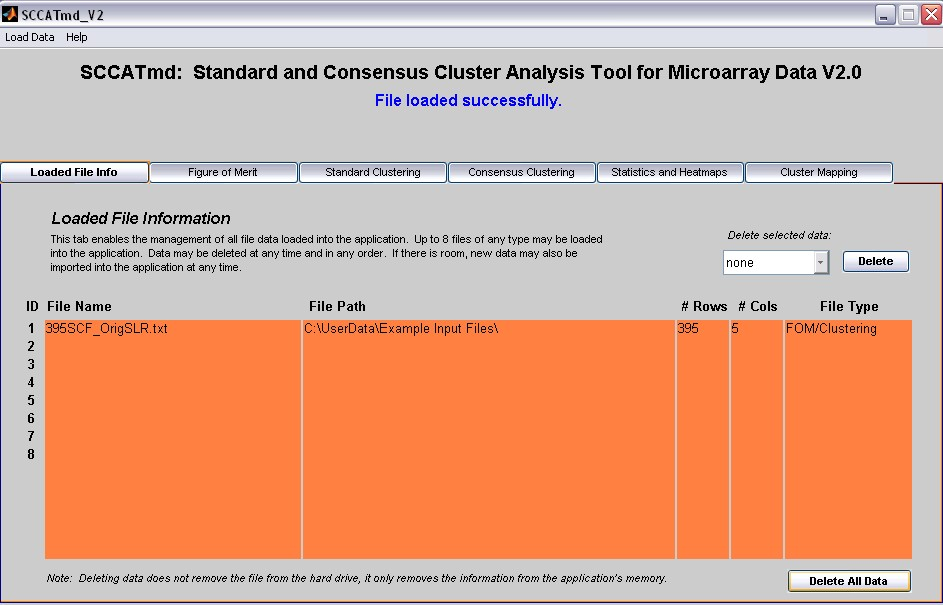 SCCATmd_V2
Load Data Help
SCCATmd: Standard and Consensus Cluster Analysis Tool for Microarray Data V2.0
File loaded successfully.
Loaded File Info Figure of Merit Standard Clustering Consensus Clustering Statistics and Heatmaps Cluster Mapping
Loaded File Information
This tab enables the management of all file data loaded into the application. Up to 8 files of any type may be loaded
into the application. Data may be deleted at any time and in any order. If there is room, new data may also be
imported into the application at any time.
Delete selected data:
none Delete
ID File Name File Path # Rows # Cols File Type
1 395SCF_OrigSLR.txt C:\UserData\Example Input Files\ 395 5 FOM/Clustering
2
3
4
5
6
7
8
Note: Deleting data does not remove the file from the hard drive, it only removes the information from the application's memory.
Delete All Data